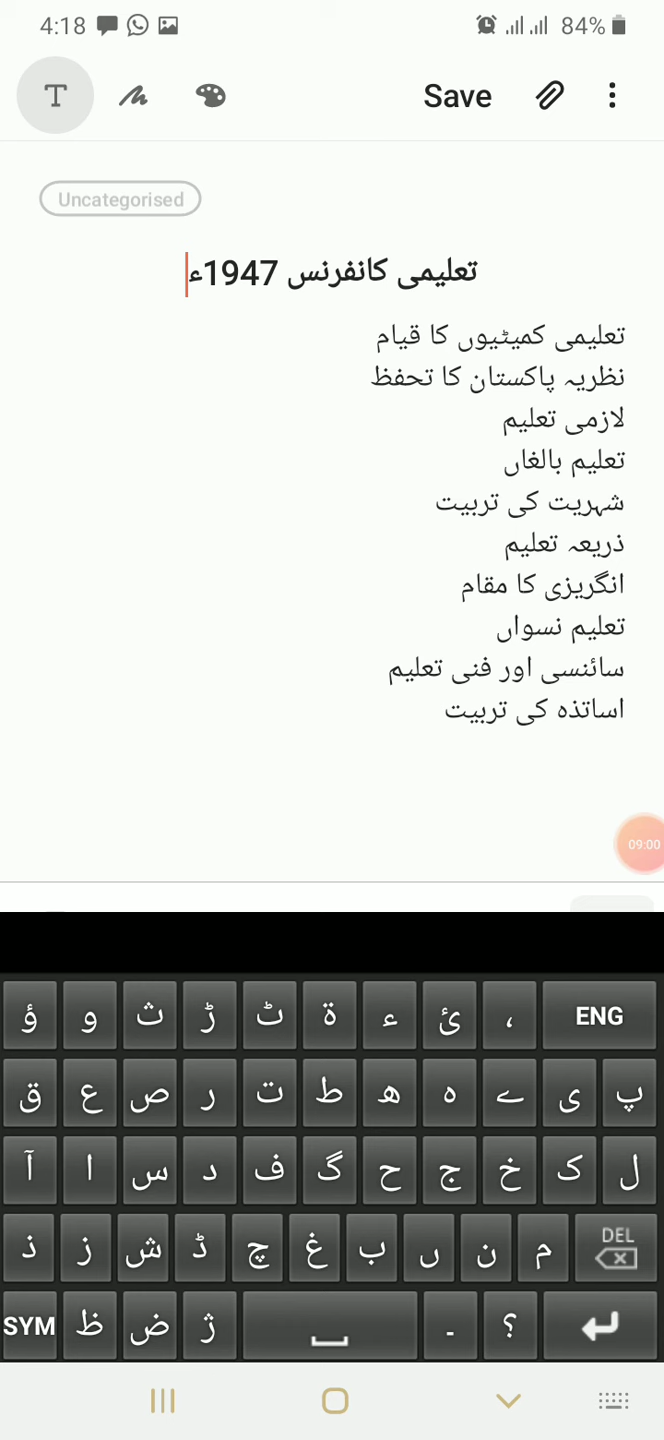 4:18 84%
T Save
Uncategorised
تعلیمی کانفرنس 1947ء
تعلیمی کمیٹیوں کا قیام
نظریہ پاکستان کا تحفظ
لازمی تعلیم
تعلیم بالغاں
شہریت کی تربیت
ذریعہ تعلیم
انگریزی کا مقام
تعلیم نسواں
سائنسی اور فنی تعلیم
اساتذہ کی تربیت
09:00
ؤ و ث ڑ ٹ ۃ ء ئ ، ENG
ق ع ص ر ت ط ھ ہ ے ی پ
آ ا س د ف گ ح ج خ ک ل
ذ ز ش ڈ چ غ ب ں ن م DEL
SYM ظ ض ژ ۔ ؟